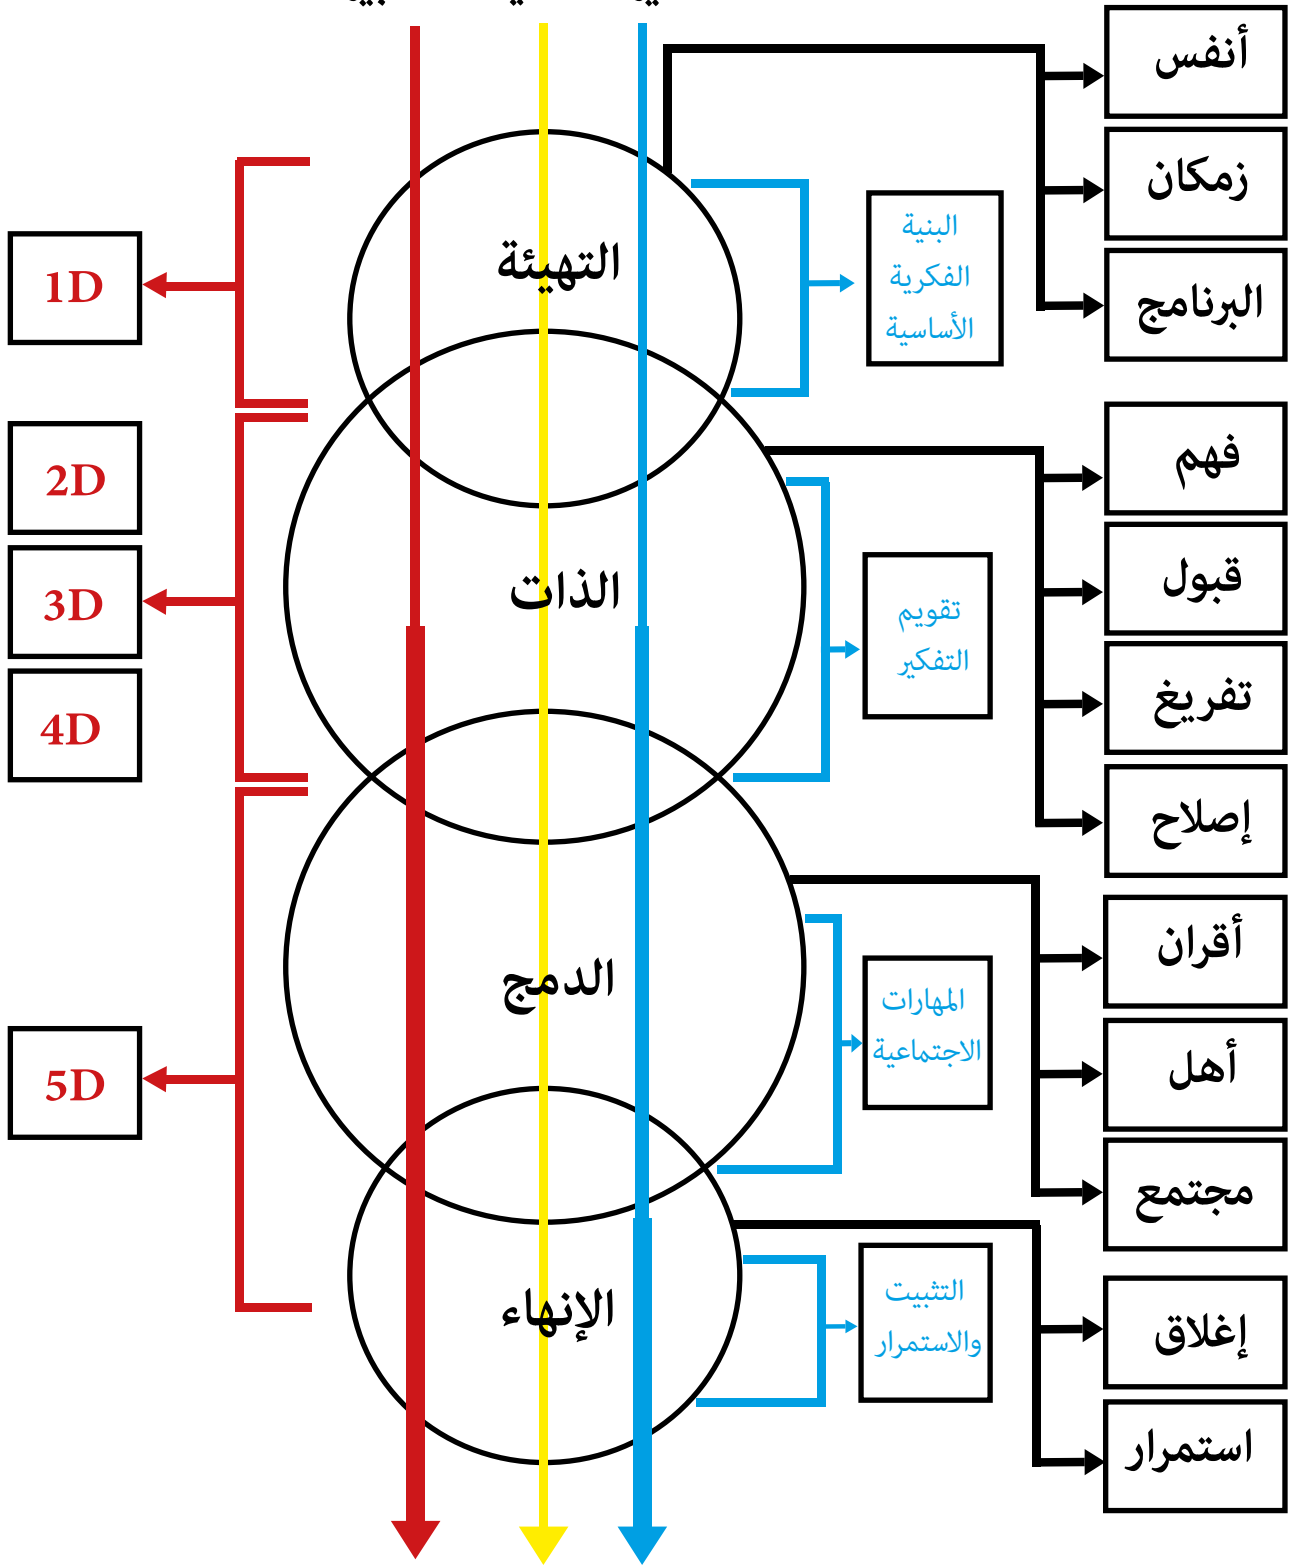 أنفس
زمكان
البرنامج
البنية
الفكرية
الأساسية
التهيئة
1D
فهم
قبول
تفريغ
إصلاح
تقويم
التفكير
الذات
2D
3D
4D
أقران
أهل
مجتمع
المهارات
الاجتماعية
الدمج
5D
إغلاق
استمرار
التثبيت
والاستمرار
الإنهاء